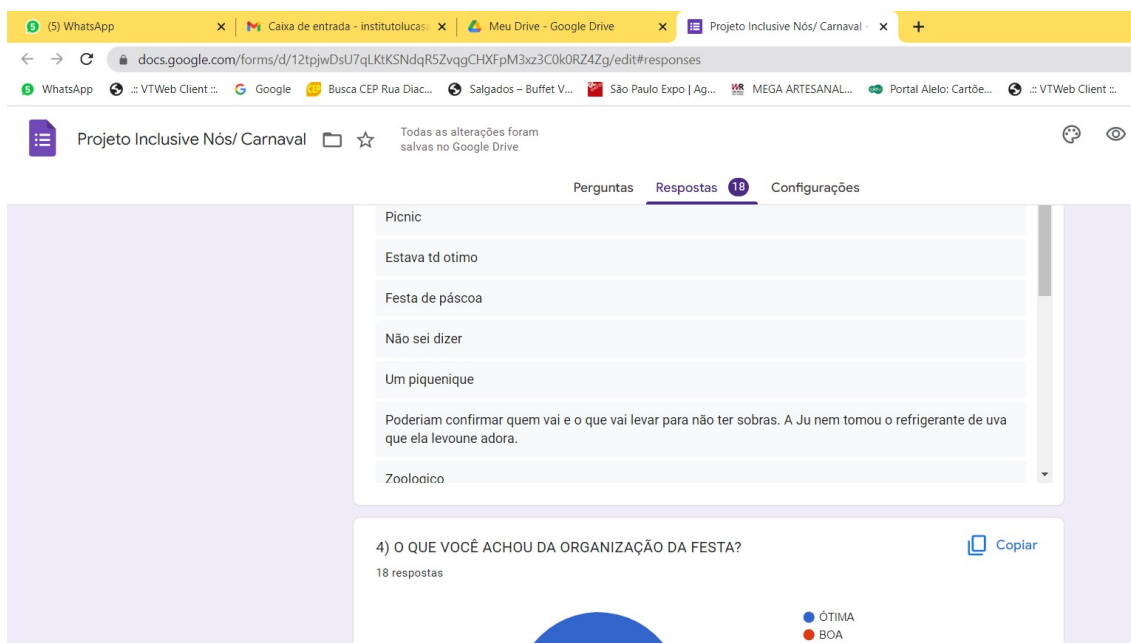 (5) WhatsApp
Caixa de entrada - institutolucasa
Meu Drive - Google Drive
Projeto Inclusive Nós/ Carnaval -
docs.google.com/forms/d/12tpjwDsU7qLKtKSNdqR5ZvqgCHXFpM3xz3C0k0RZ4Zg/edit#responses
WhatsApp
.:: VTWeb Client ::.
Google
Busca CEP Rua Diac...
Salgados – Buffet V...
São Paulo Expo | Ag...
MEGA ARTESANAL...
Portal Alelo: Cartõe...
.:: VTWeb Client ::.
Projeto Inclusive Nós/ Carnaval
Todas as alterações foram
salvas no Google Drive
Perguntas Respostas 18 Configurações
Picnic
Estava td otimo
Festa de páscoa
Não sei dizer
Um piquenique
Poderiam confirmar quem vai e o que vai levar para não ter sobras. A Ju nem tomou o refrigerante de uva
que ela levoune adora.
Zoologico
4) O QUE VOCÊ ACHOU DA ORGANIZAÇÃO DA FESTA?
Copiar
18 respostas
ÓTIMA
BOA